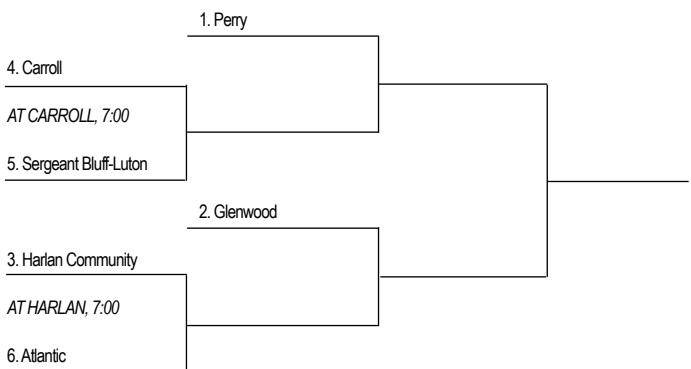 1. Perry
4. Carroll
AT CARROLL, 7:00
5. Sergeant Bluff-Luton
2. Glenwood
3. Harlan Community
AT HARLAN, 7:00
6. Atlantic